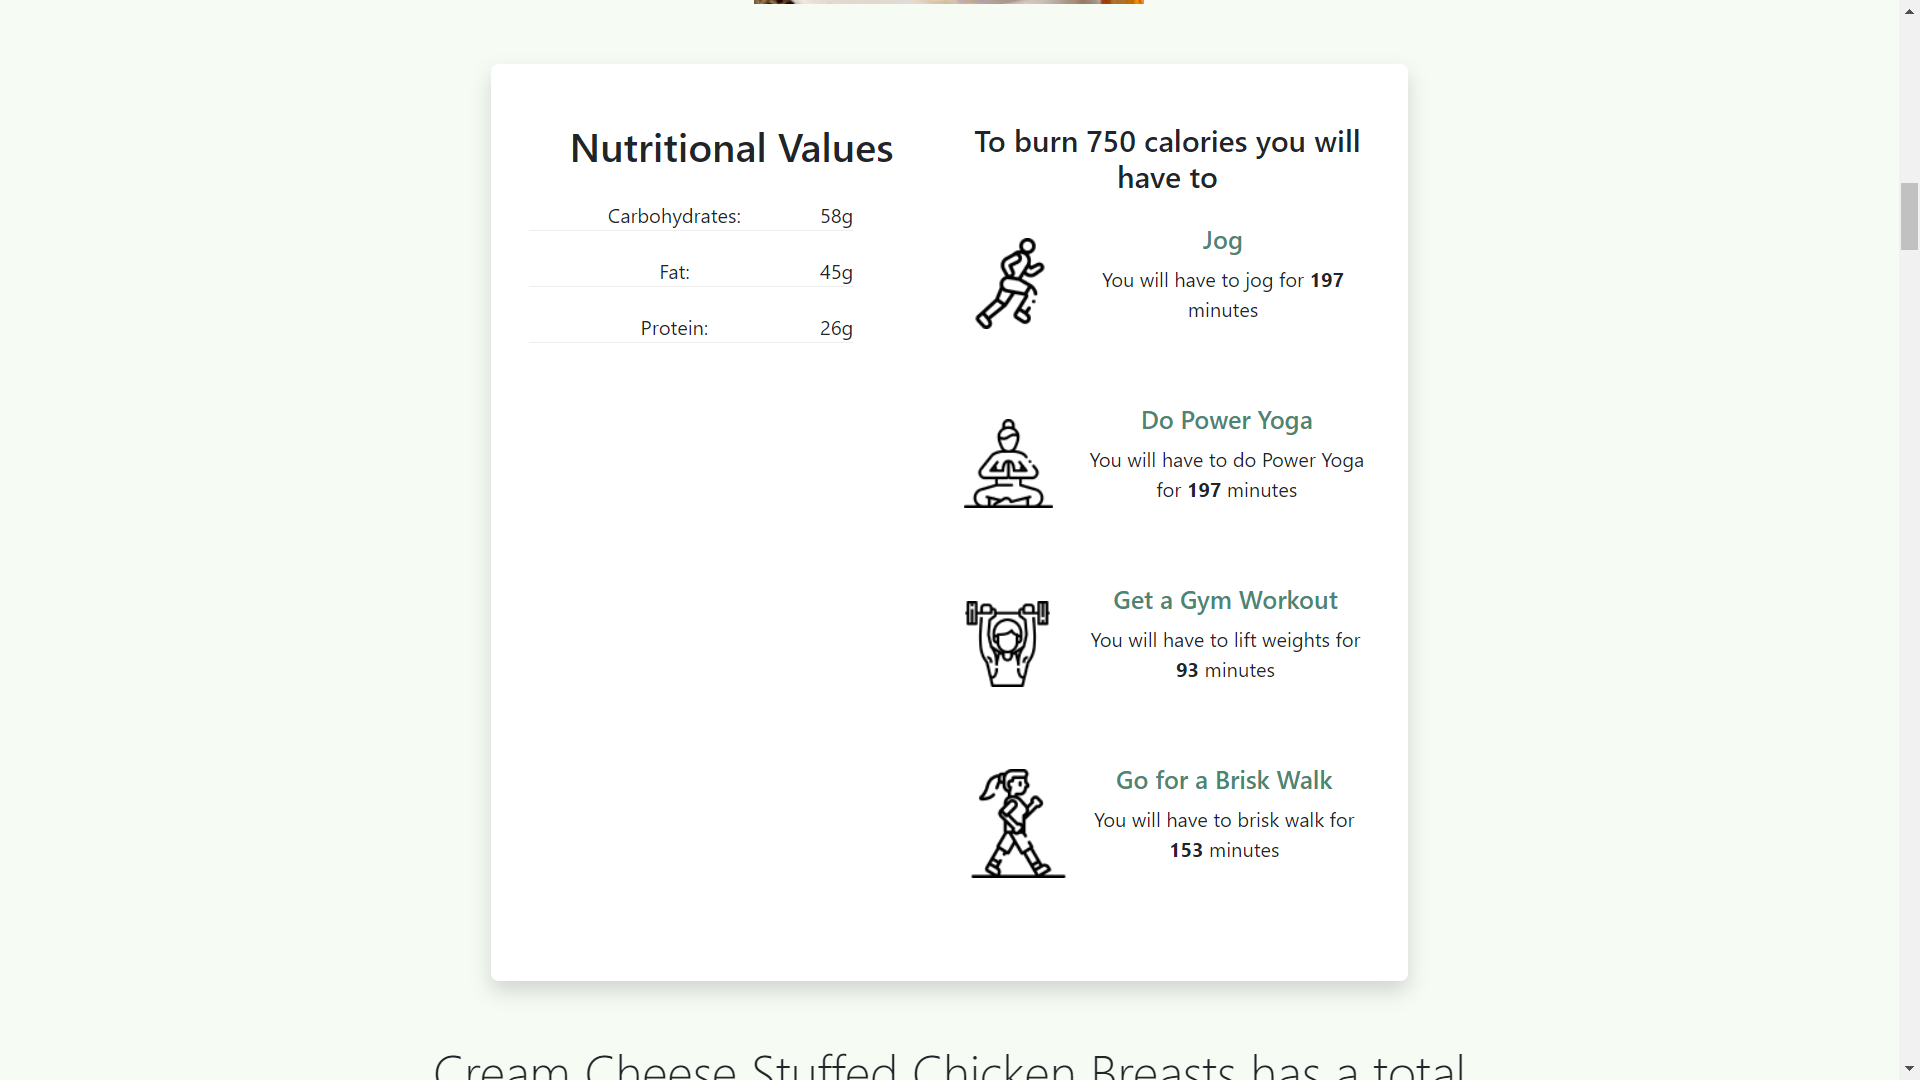 Nutritional Values
Carbohydrates: 58g
Fat: 45g
Protein: 26g
To burn 750 calories you will
have to
Jog
You will have to jog for 197
minutes
Do Power Yoga
You will have to do Power Yoga
for 197 minutes
Get a Gym Workout
You will have to lift weights for
93 minutes
Go for a Brisk Walk
You will have to brisk walk for
153 minutes
Cream Cheese Stuffed Chicken Breasts has a total